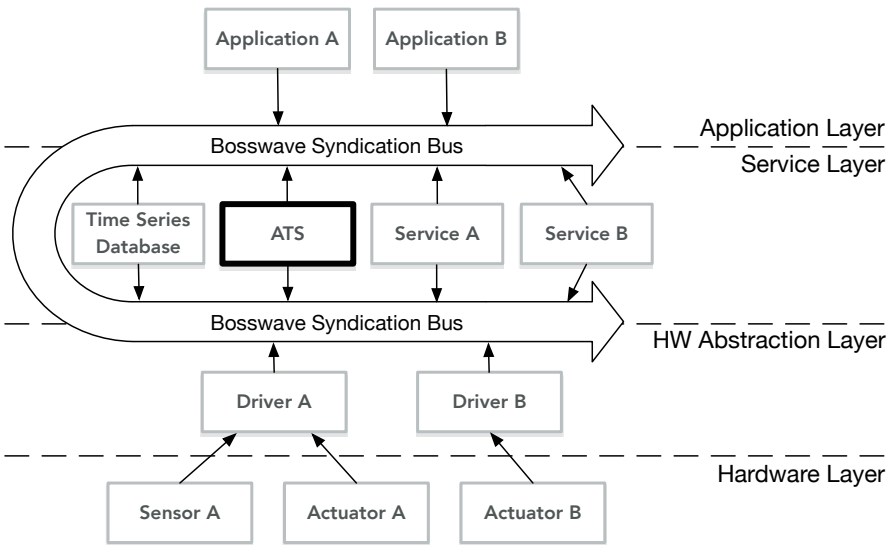 Application A
Application B
Application Layer
Bosswave Syndication Bus
Service Layer
Time Series
Database
ATS
Service A
Service B
Bosswave Syndication Bus
HW Abstraction Layer
Driver A
Driver B
Hardware Layer
Sensor A
Actuator A
Actuator B